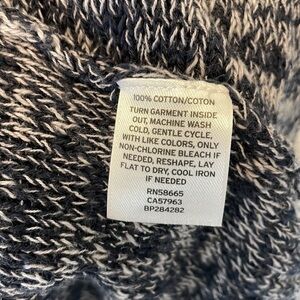 100% COTTON/COTON
TURN GARMENT INSIDE
OUT, MACHINE WASH
COLD, GENTLE CYCLE,
WITH LIKE COLORS, ONLY
NON-CHLORINE BLEACH IF
NEEDED, RESHAPE, LAY
FLAT TO DRY, COOL IRON
IF NEEDED
RN58665
CA57963
BP284282